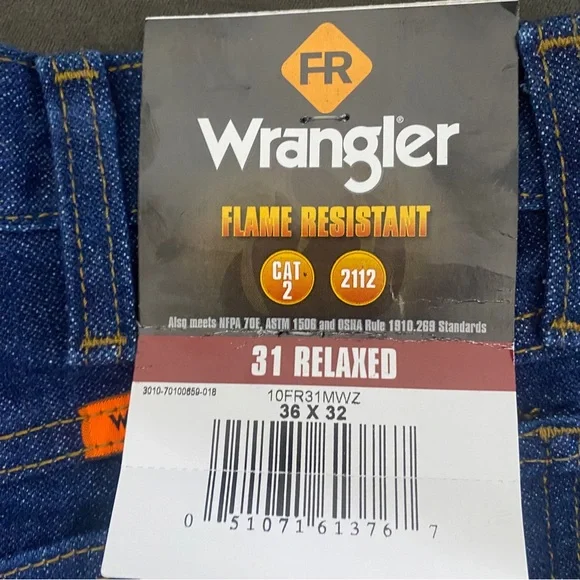 FR
Wrangler
FLAME RESISTANT
CAT 2
2112
Also meets NFPA 70E, ASTM 1506 and OSHA Rule 1910.269 Standards
31 RELAXED
3010-70100859-018
10FR31MWZ
36 X 32
0 51071 61376 7
W